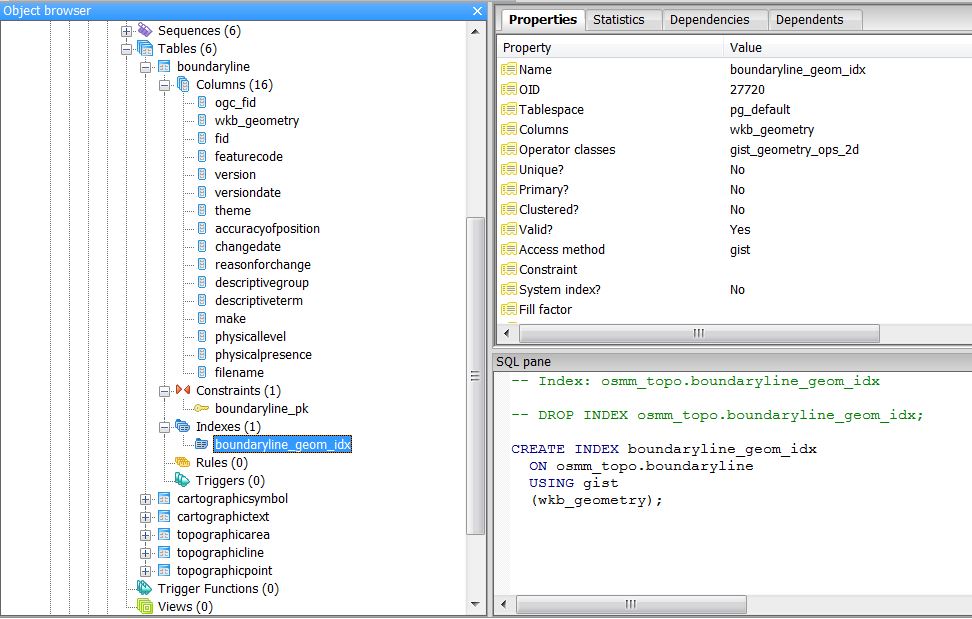 Object browser
Sequences (6)
Tables (6)
boundaryline
Columns (16)
ogc_fid
wkb_geometry
fid
featurecode
version
versiondate
theme
accuracyofposition
changedate
reasonforchange
descriptivegroup
descriptiveterm
make
physicallevel
physicalpresence
filename
Constraints (1)
boundaryline_pk
Indexes (1)
boundaryline_geom_idx
Rules (0)
Triggers (0)
cartographicsymbol
cartographictext
topographicarea
topographicline
topographicpoint
Trigger Functions (0)
Views (0)
Properties Statistics Dependencies Dependents
Property Value
Name boundaryline_geom_idx
OID 27720
Tablespace pg_default
Columns wkb_geometry
Operator classes gist_geometry_ops_2d
Unique? No
Primary? No
Clustered? No
Valid? Yes
Access method gist
Constraint
System index? No
Fill factor
SQL pane
-- Index: osmm_topo.boundaryline_geom_idx
-- DROP INDEX osmm_topo.boundaryline_geom_idx;
CREATE INDEX boundaryline_geom_idx
ON osmm_topo.boundaryline
USING gist
(wkb_geometry);